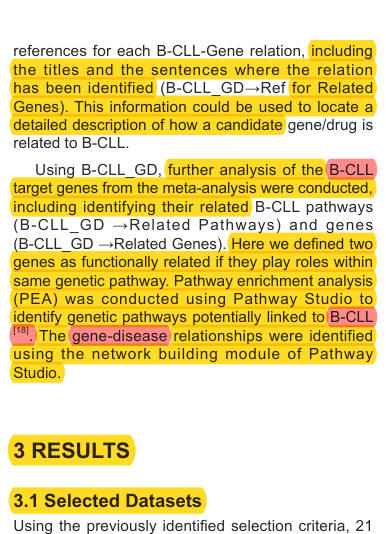 references for each B-CLL-Gene relation, including
the titles and the sentences where the relation
has been identified (B-CLL_GD→Ref for Related
Genes). This information could be used to locate a
detailed description of how a candidate gene/drug is
related to B-CLL.
Using B-CLL_GD, further analysis of the B-CLL
target genes from the meta-analysis were conducted,
including identifying their related B-CLL pathways
(B-CLL_GD →Related Pathways) and genes
(B-CLL_GD →Related Genes). Here we defined two
genes as functionally related if they play roles within
same genetic pathway. Pathway enrichment analysis
(PEA) was conducted using Pathway Studio to
identify genetic pathways potentially linked to B-CLL
[18]. The gene-disease relationships were identified
using the network building module of Pathway
Studio.
3 RESULTS
3.1 Selected Datasets
Using the previously identified selection criteria, 21